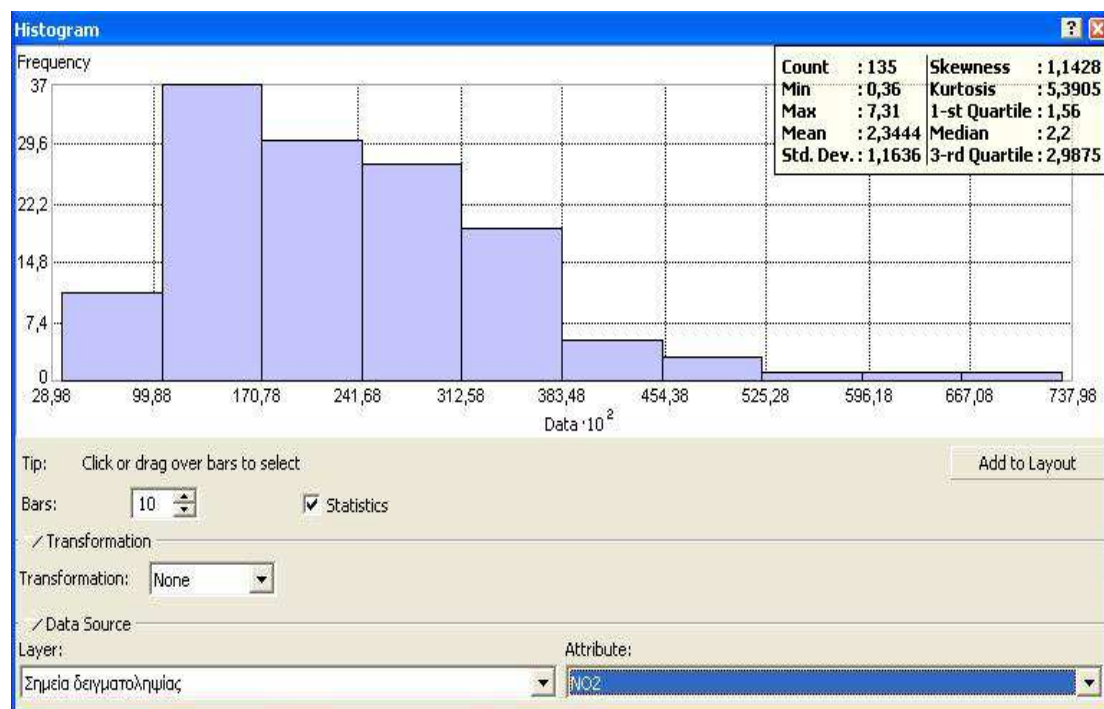 Histogram
Frequency
Count : 135 Skewness : 1,1428
Min : 0,36 Kurtosis : 5,3905
Max : 7,31 1-st Quartile : 1,56
Mean : 2,3444 Median : 2,2
Std. Dev. : 1,1636 3-rd Quartile : 2,9875
37
29,6
22,2
14,8
7,4
0
28,98 99,88 170,78 241,68 312,58 383,48 454,38 525,28 596,18 667,08 737,98
Data ·10²
Tip: Click or drag over bars to select Add to Layout
Bars: 10 Statistics
Transformation
Transformation: None
Data Source
Layer: Attribute:
Σημεία δειγματοληψίας NO2